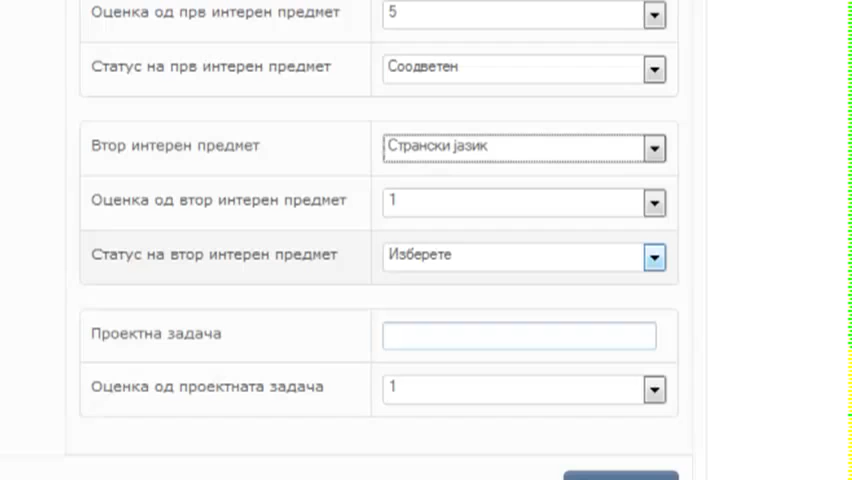 Оценка од прв интерен предмет 5
Статус на прв интерен предмет Соодветен
Втор интерен предмет Странски јазик
Оценка од втор интерен предмет 1
Статус на втор интерен предмет Изберете
Проектна задача
Оценка од проектната задача 1